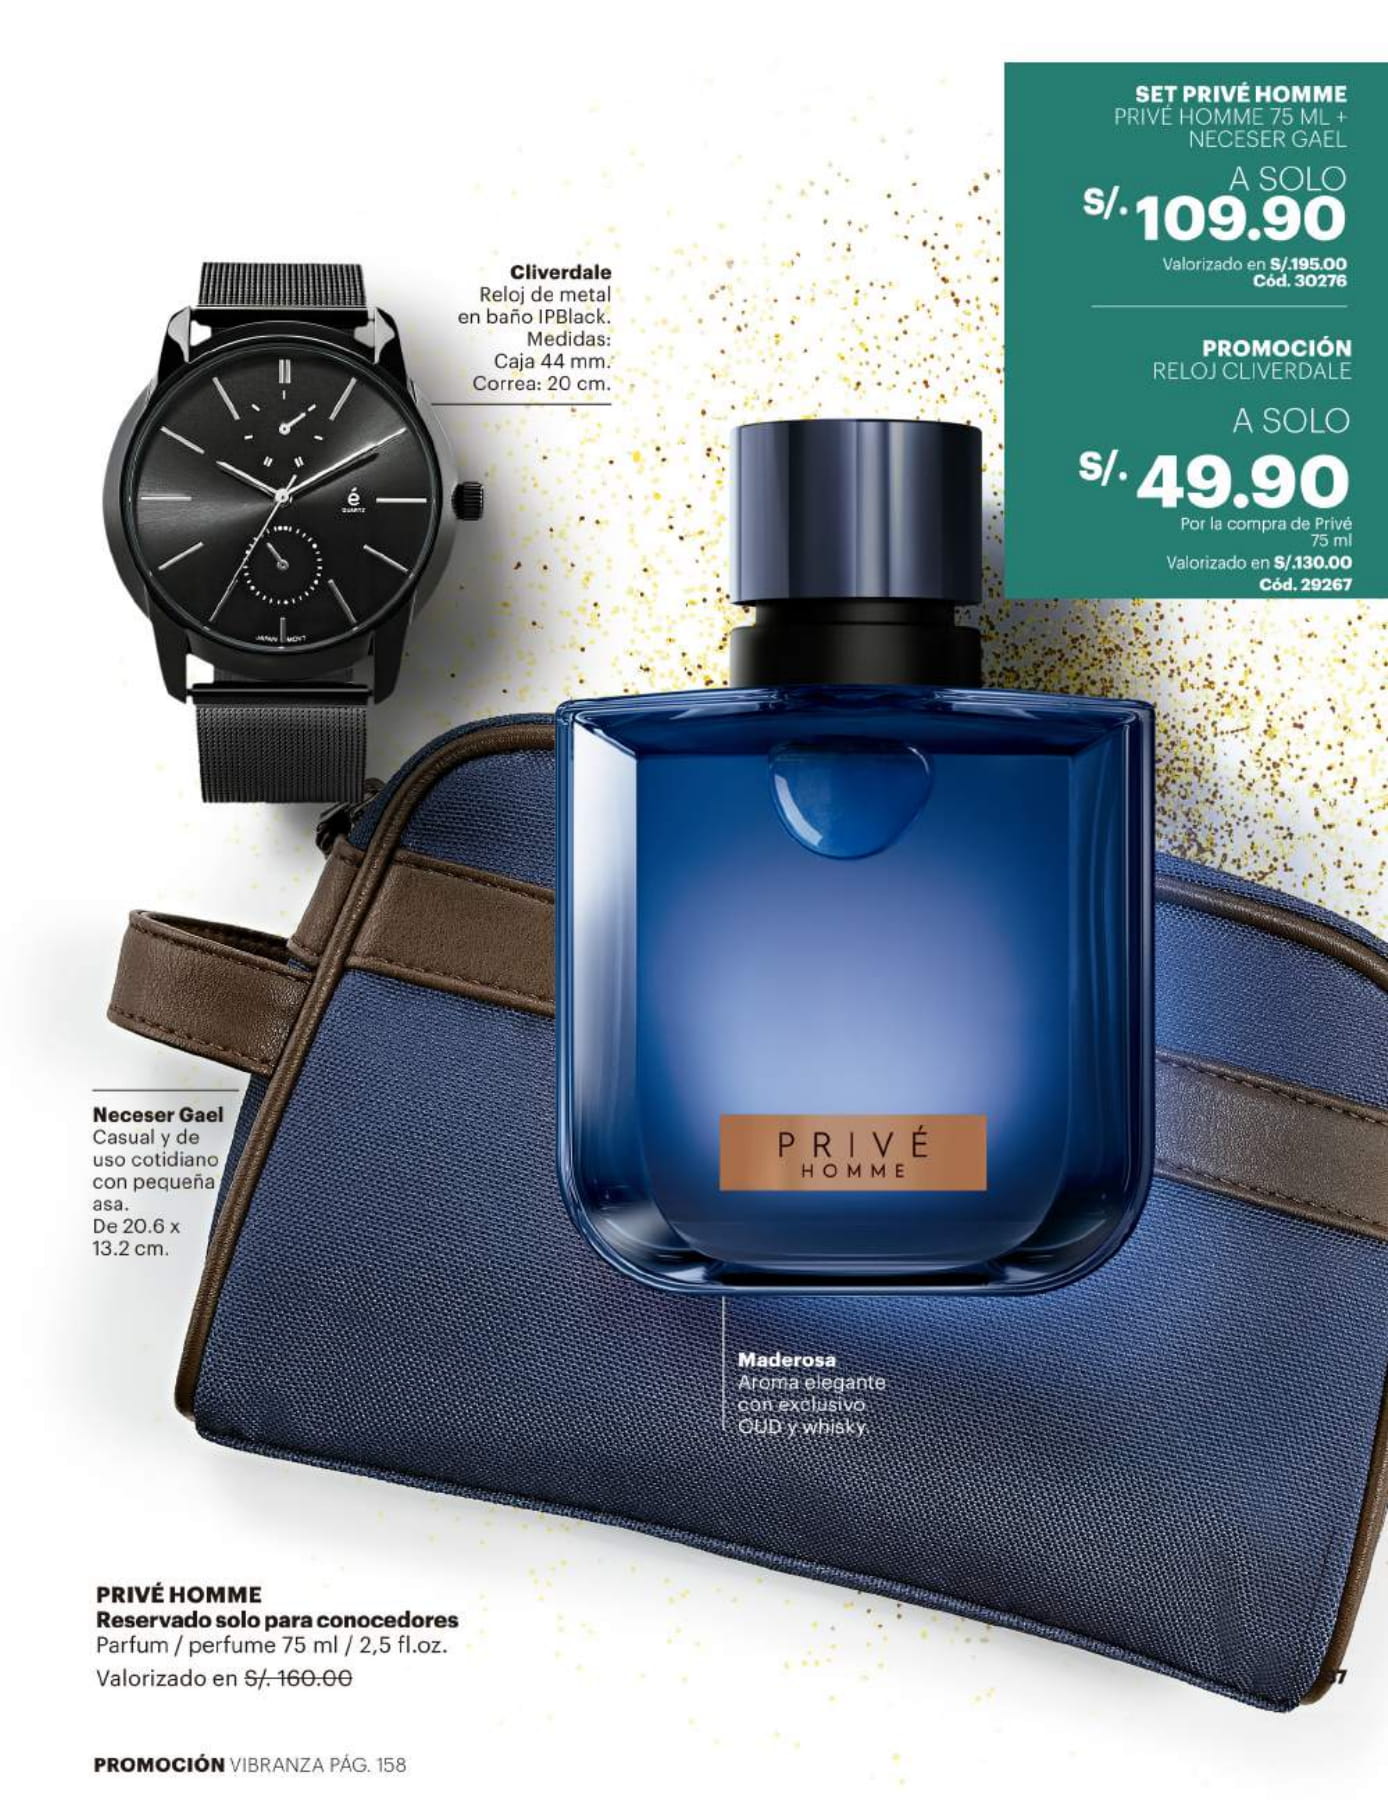 SET PRIVÉ HOMME
PRIVÉ HOMME 75 ML +
NECESER GAEL
A SOLO
S/. 109.90
Valorizado en S/.195.00
Cód. 30276
PROMOCIÓN
RELOJ CLIVERDALE
A SOLO
S/. 49.90
Por la compra de Privé
75 ml
Valorizado en S/.130.00
Cód. 29267
Cliverdale
Reloj de metal
en baño IPBlack.
Medidas:
Caja 44 mm.
Correa: 20 cm.
é
QUARTZ
JAPAN MOV'T
PRIVÉ
HOMME
Neceser Gael
Casual y de
uso cotidiano
con pequeña
asa.
De 20.6 x
13.2 cm.
Maderosa
Aroma elegante
con exclusivo
OUD y whisky.
PRIVÉ HOMME
Reservado solo para conocedores
Parfum / perfume 75 ml / 2,5 fl.oz.
Valorizado en S/. 160.00
PROMOCIÓN VIBRANZA PÁG. 158